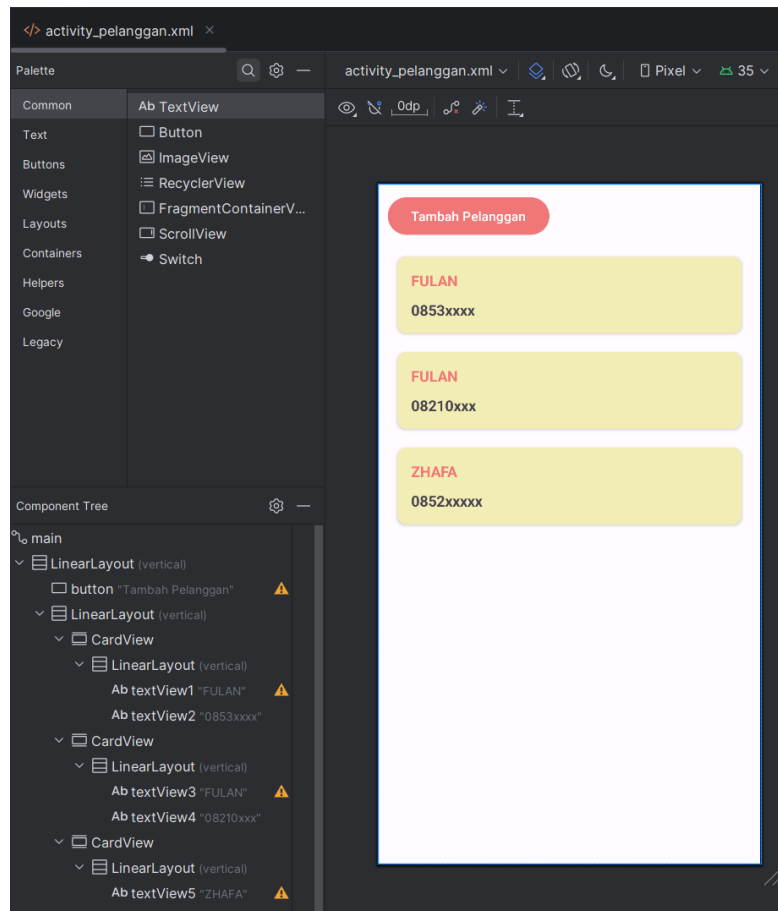 </> activity_pelanggan.xml ×
Palette
activity_pelanggan.xml
Pixel
35
Common
Text
Buttons
Widgets
Layouts
Containers
Helpers
Google
Legacy
Ab TextView
Button
ImageView
RecyclerView
FragmentContainerV...
ScrollView
Switch
0dp
Tambah Pelanggan
FULAN
0853xxxx
FULAN
08210xxx
ZHAFA
0852xxxxx
Component Tree
main
LinearLayout (vertical)
button "Tambah Pelanggan"
LinearLayout (vertical)
CardView
LinearLayout (vertical)
Ab textView1 "FULAN"
Ab textView2 "0853xxxx"
CardView
LinearLayout (vertical)
Ab textView3 "FULAN"
Ab textView4 "08210xxx"
CardView
LinearLayout (vertical)
Ab textView5 "ZHAFA"